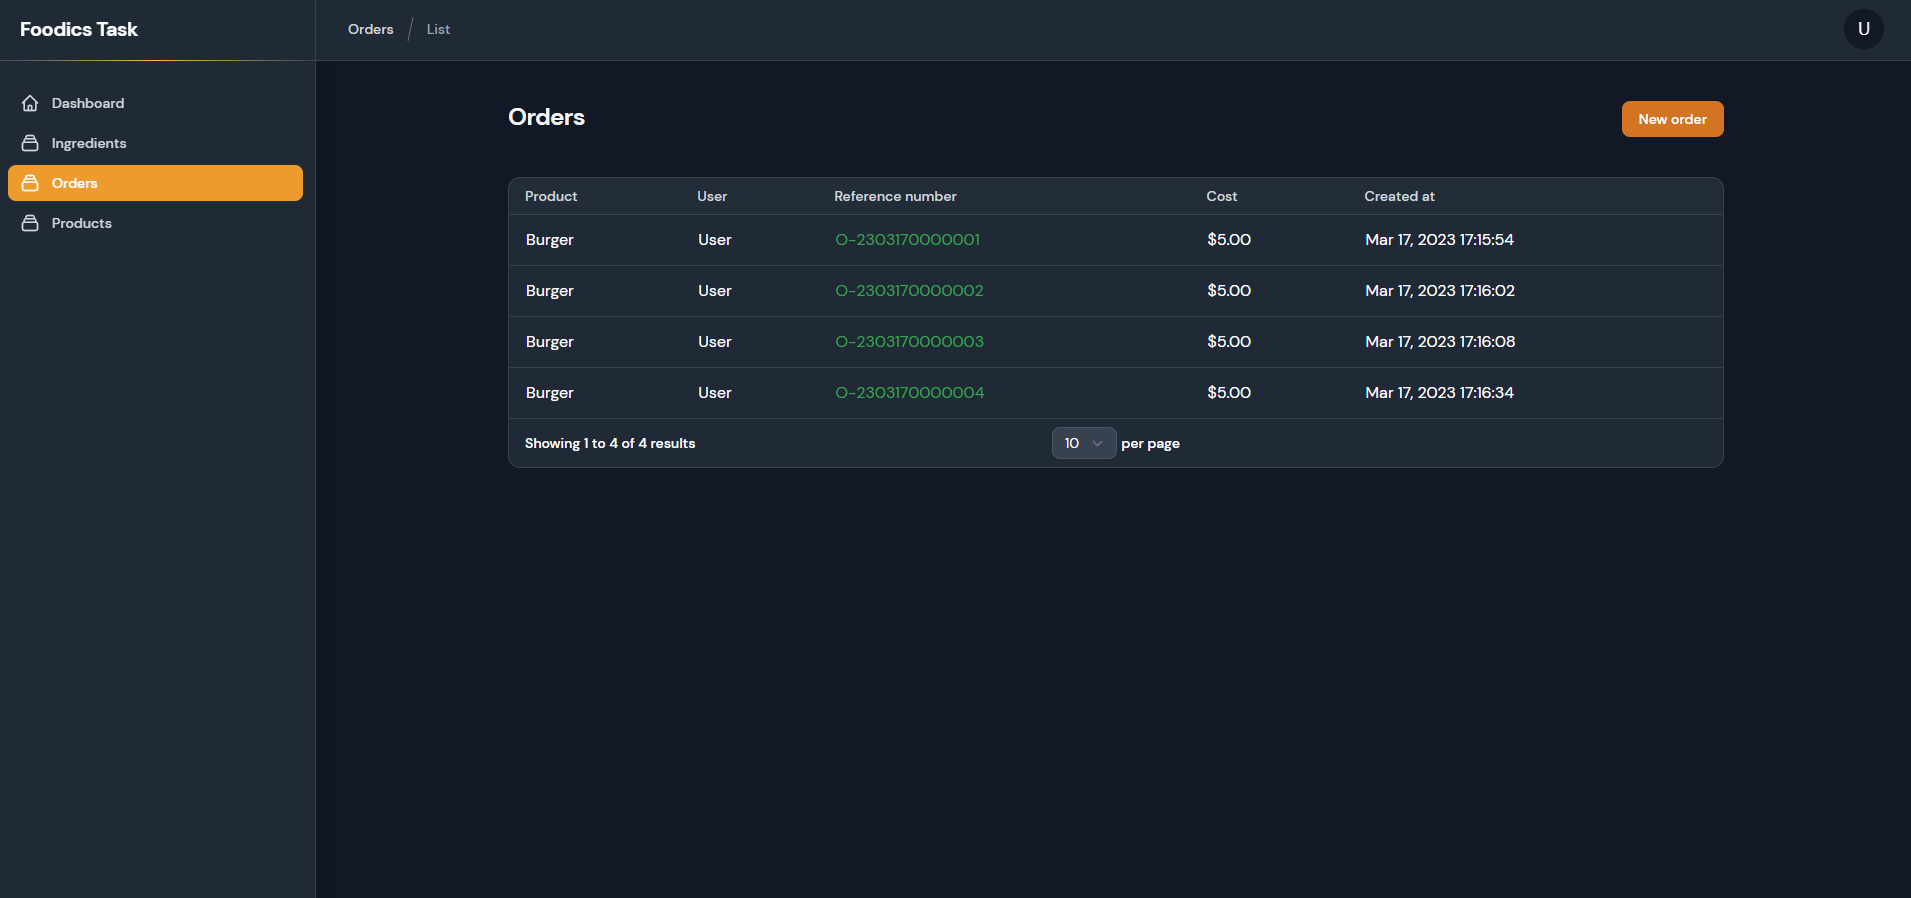 Foodics Task
Orders / List
U
Dashboard
Ingredients
Orders
Products
Orders
New order
Product User Reference number Cost Created at
Burger User O-2303170000001 $5.00 Mar 17, 2023 17:15:54
Burger User O-2303170000002 $5.00 Mar 17, 2023 17:16:02
Burger User O-2303170000003 $5.00 Mar 17, 2023 17:16:08
Burger User O-2303170000004 $5.00 Mar 17, 2023 17:16:34
Showing 1 to 4 of 4 results 10 per page